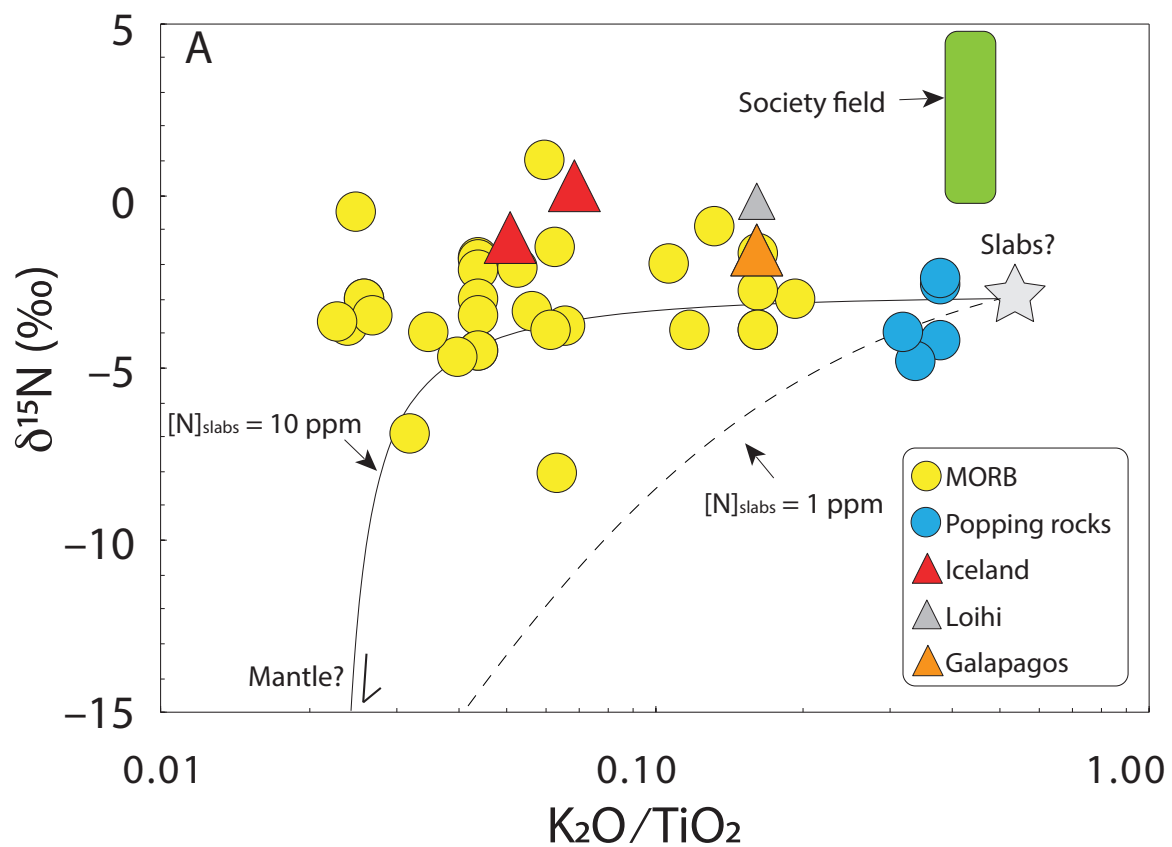 A
5
0
−5
−10
−15
δ¹⁵N (‰)
Society field
Slabs?
[N]slabs = 10 ppm
[N]slabs = 1 ppm
Mantle?
MORB
Popping rocks
Iceland
Loihi
Galapagos
0.01
0.10
1.00
K₂O/TiO₂